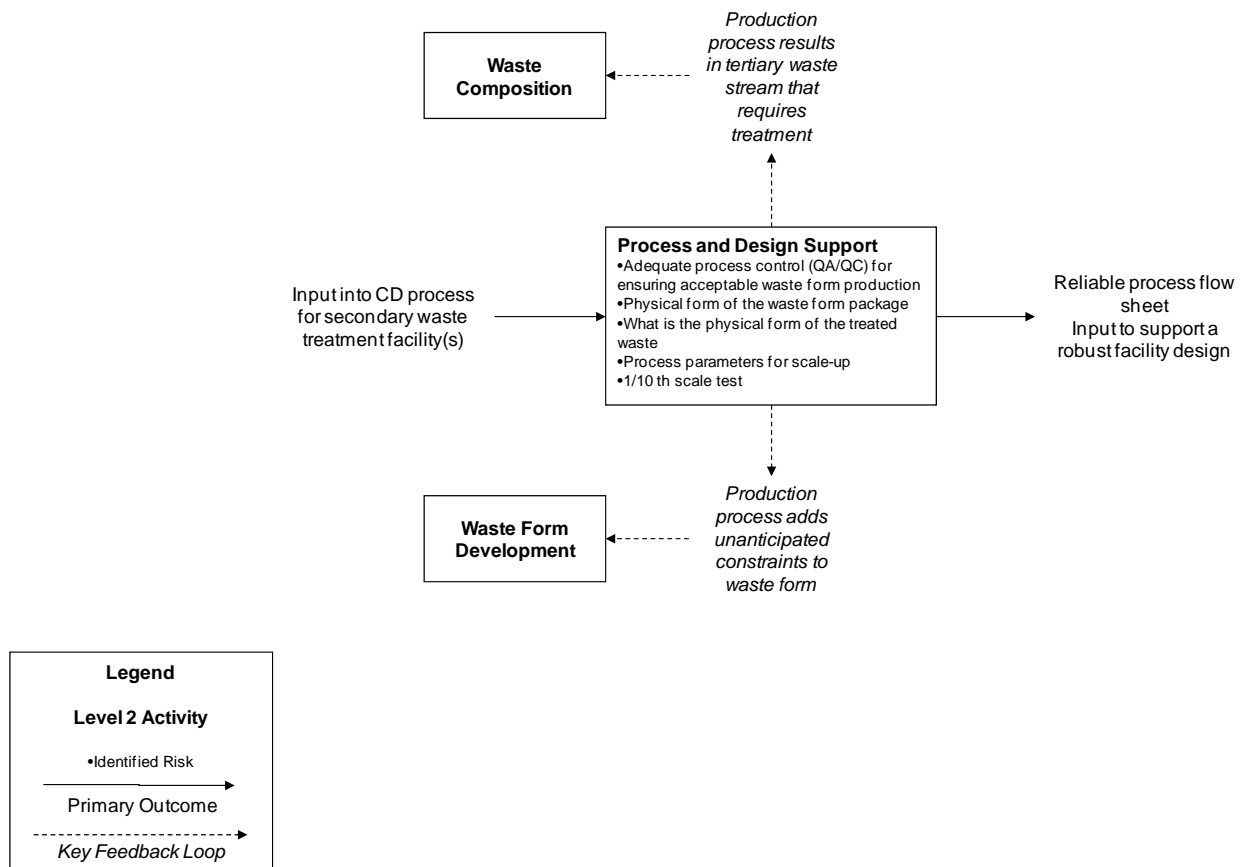 Production
process results
in tertiary waste
stream that
requires
treatment
Waste
Composition
Process and Design Support
•Adequate process control (QA/QC) for
ensuring acceptable waste form production
•Physical form of the waste form package
•What is the physical form of the treated
waste
•Process parameters for scale-up
•1/10 th scale test
Input into CD process
for secondary waste
treatment facility(s)
Reliable process flow
sheet
Input to support a
robust facility design
Waste Form
Development
Production
process adds
unanticipated
constraints to
waste form
Legend
Level 2 Activity
•Identified Risk
Primary Outcome
Key Feedback Loop